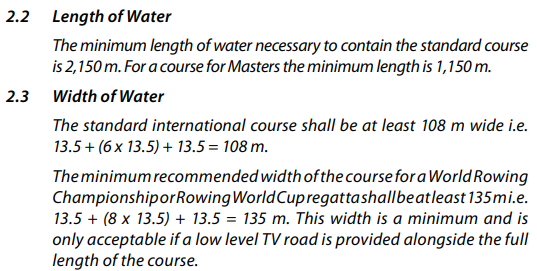 2.2 Length of Water
The minimum length of water necessary to contain the standard course
is 2,150 m. For a course for Masters the minimum length is 1,150 m.
2.3 Width of Water
The standard international course shall be at least 108 m wide i.e.
13.5 + (6 x 13.5) + 13.5 = 108 m.
The minimum recommended width of the course for a World Rowing
Championship or Rowing World Cup regatta shall be at least 135 m i.e.
13.5 + (8 x 13.5) + 13.5 = 135 m. This width is a minimum and is
only acceptable if a low level TV road is provided alongside the full
length of the course.